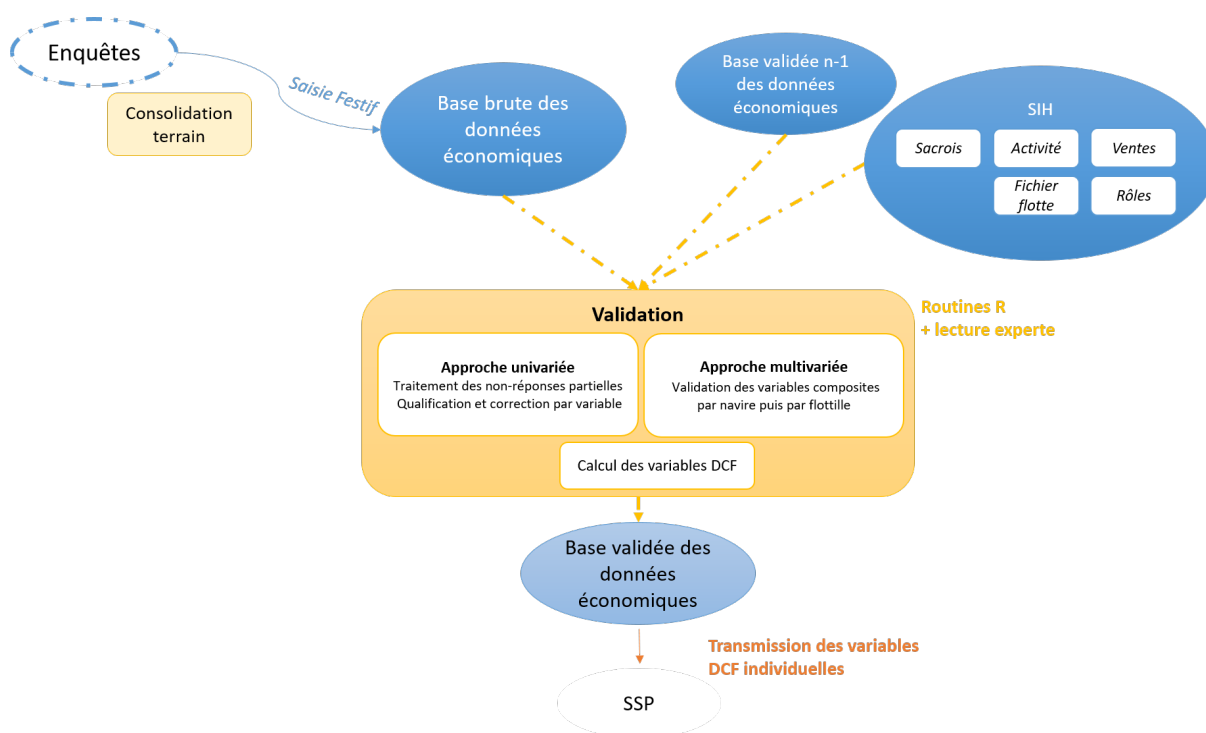 Enquêtes
Consolidation
terrain
Saisie Festif
Base brute des
données
économiques
Base validée n-1
des données
économiques
SIH
Sacrois
Activité
Ventes
Fichier
flotte
Rôles
Validation
Routines R
+ lecture experte
Approche univariée
Traitement des non-réponses partielles
Qualification et correction par variable
Approche multivariée
Validation des variables composites
par navire puis par flottille
Calcul des variables DCF
Base validée des
données
économiques
Transmission des variables
DCF individuelles
SSP